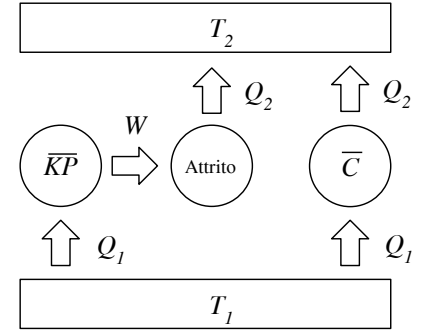 T_2
Q_2 Q_2
W
\overline{KP} Attrito \overline{C}
Q_1 Q_1
T_1